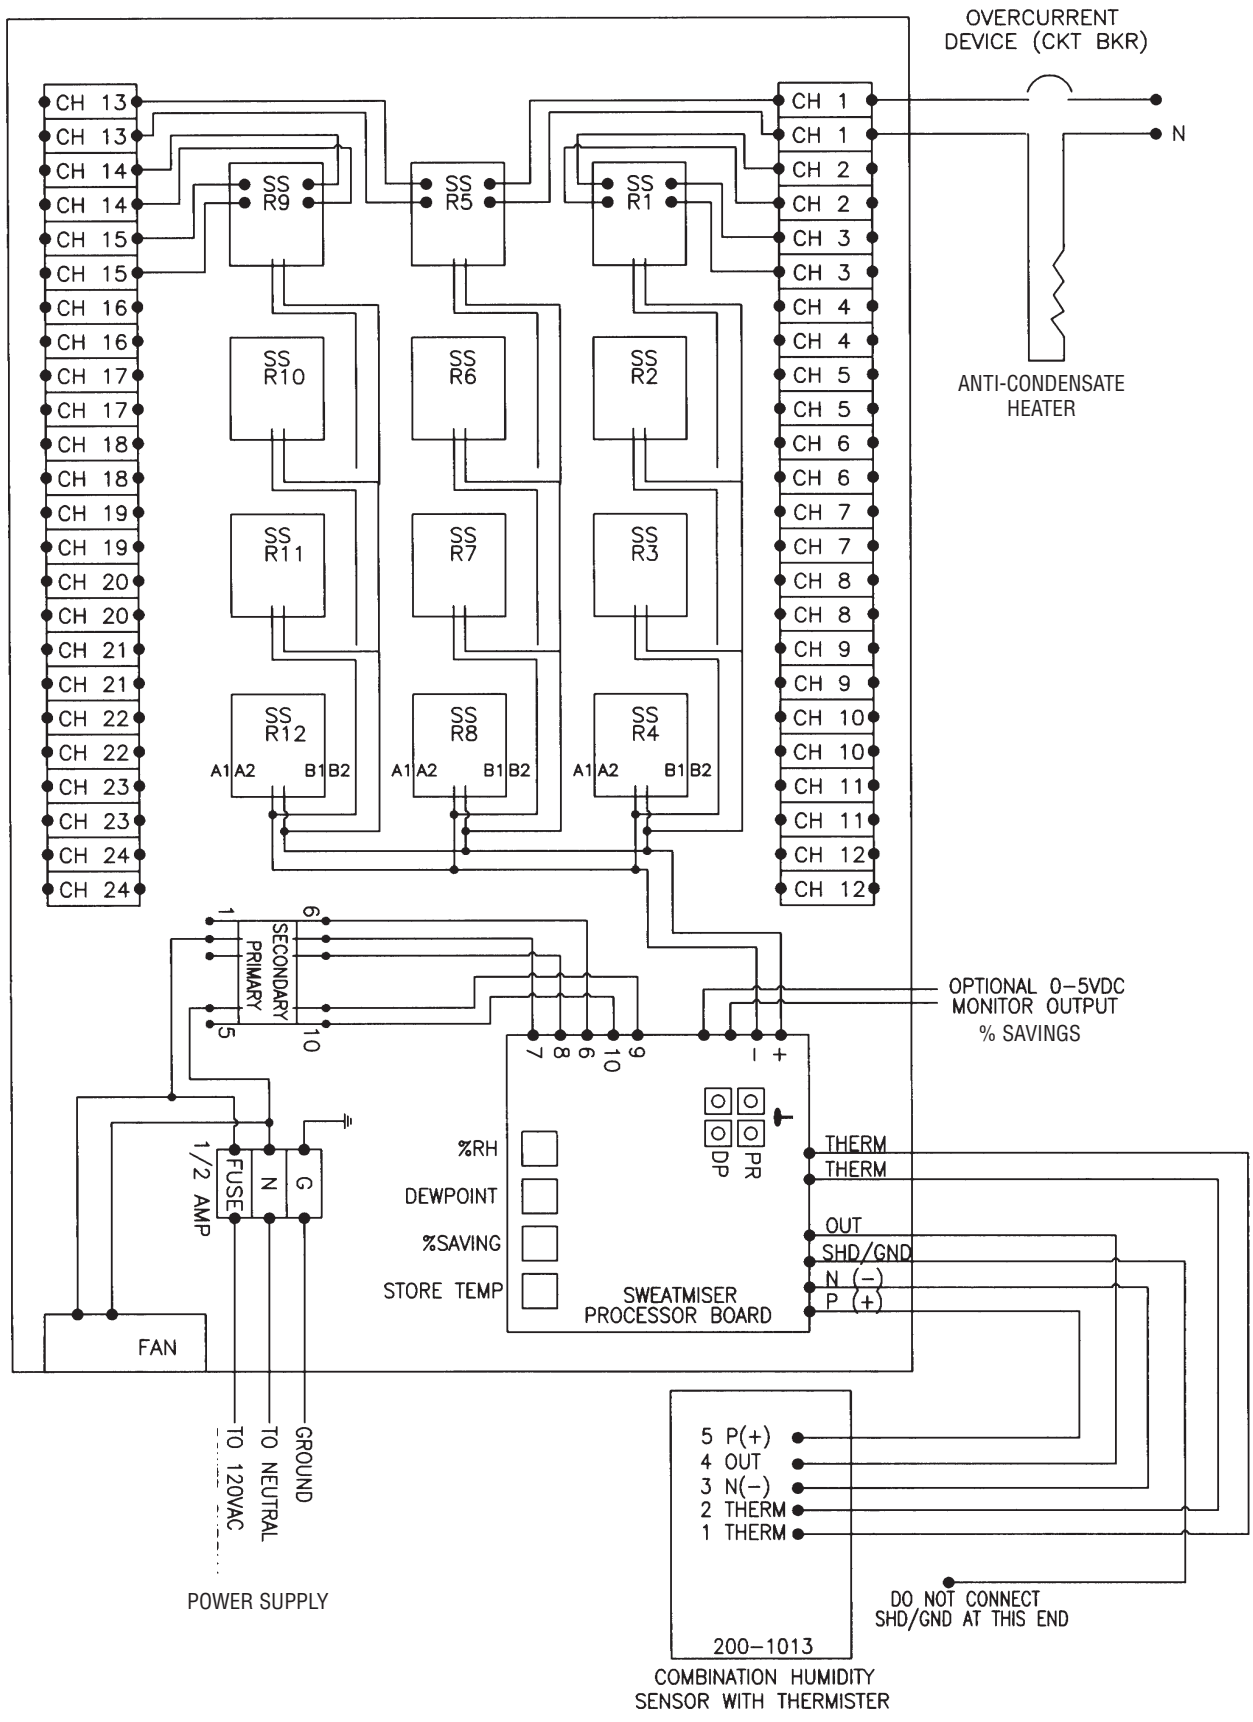 OVERCURRENT
DEVICE (CKT BKR)
CH 13
CH 13
CH 14
CH 14
CH 15
CH 15
CH 16
CH 16
CH 17
CH 17
CH 18
CH 18
CH 19
CH 19
CH 20
CH 20
CH 21
CH 21
CH 22
CH 22
CH 23
CH 23
CH 24
CH 24
SS
R9
SS
R10
SS
R11
SS
R12
A1 A2 B1 B2
SS
R5
SS
R6
SS
R7
SS
R8
A1 A2 B1 B2
SS
R1
SS
R2
SS
R3
SS
R4
A1 A2 B1 B2
CH 1
CH 1
CH 2
CH 2
CH 3
CH 3
CH 4
CH 4
CH 5
CH 5
CH 6
CH 6
CH 7
CH 7
CH 8
CH 8
CH 9
CH 9
CH 10
CH 10
CH 11
CH 11
CH 12
CH 12
N
ANTI-CONDENSATE
HEATER
1
5
PRIMARY
SECONDARY
6
10
OPTIONAL 0-5VDC
MONITOR OUTPUT
% SAVINGS
7 8 6 10 9 - +
DP PR
%RH
DEWPOINT
%SAVING
STORE TEMP
SWEATMISER
PROCESSOR BOARD
THERM
THERM
OUT
SHD/GND
N (-)
P (+)
1/2 AMP
FUSE
N
G
FAN
TO 120VAC
TO NEUTRAL
GROUND
POWER SUPPLY
5 P(+)
4 OUT
3 N(-)
2 THERM
1 THERM
200-1013
DO NOT CONNECT
SHD/GND AT THIS END
COMBINATION HUMIDITY
SENSOR WITH THERMISTER